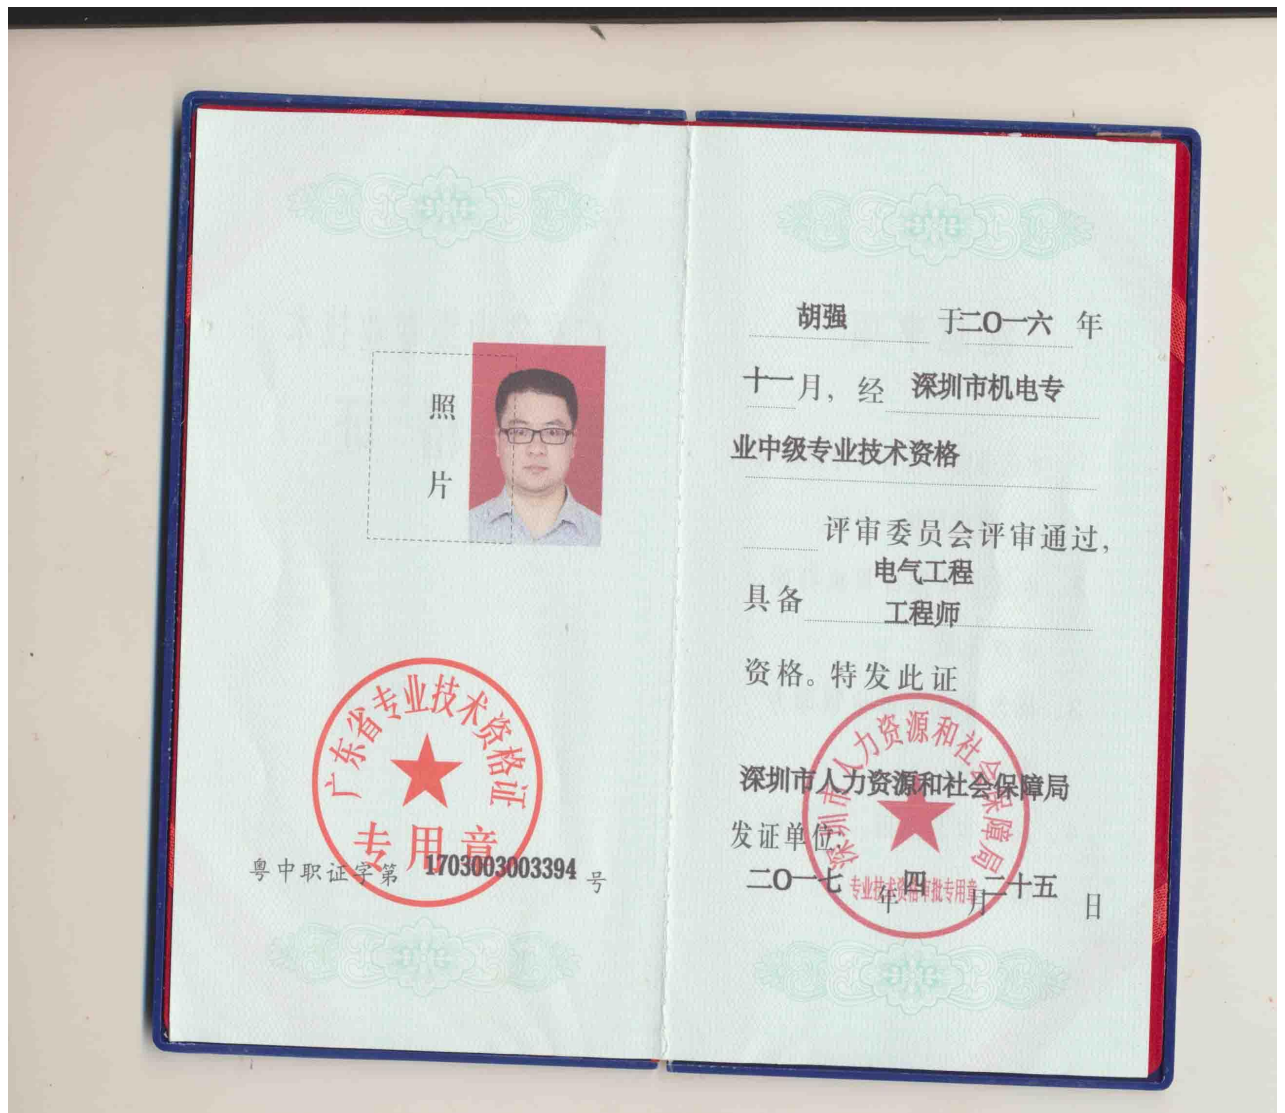 照
片
广东省专业技术资格证
专用章
粤中职证字第 1703003003394 号
胡强 于二O一六 年
十一月，经 深圳市机电专
业中级专业技术资格
评审委员会评审通过，
电气工程
具备 工程师
资格。特发此证
深圳市人力资源和社会保障局
深圳市人力资源和社会保障局
发证单位：
专业技术资格审批专用章
二O一七 年 四 月二十五 日